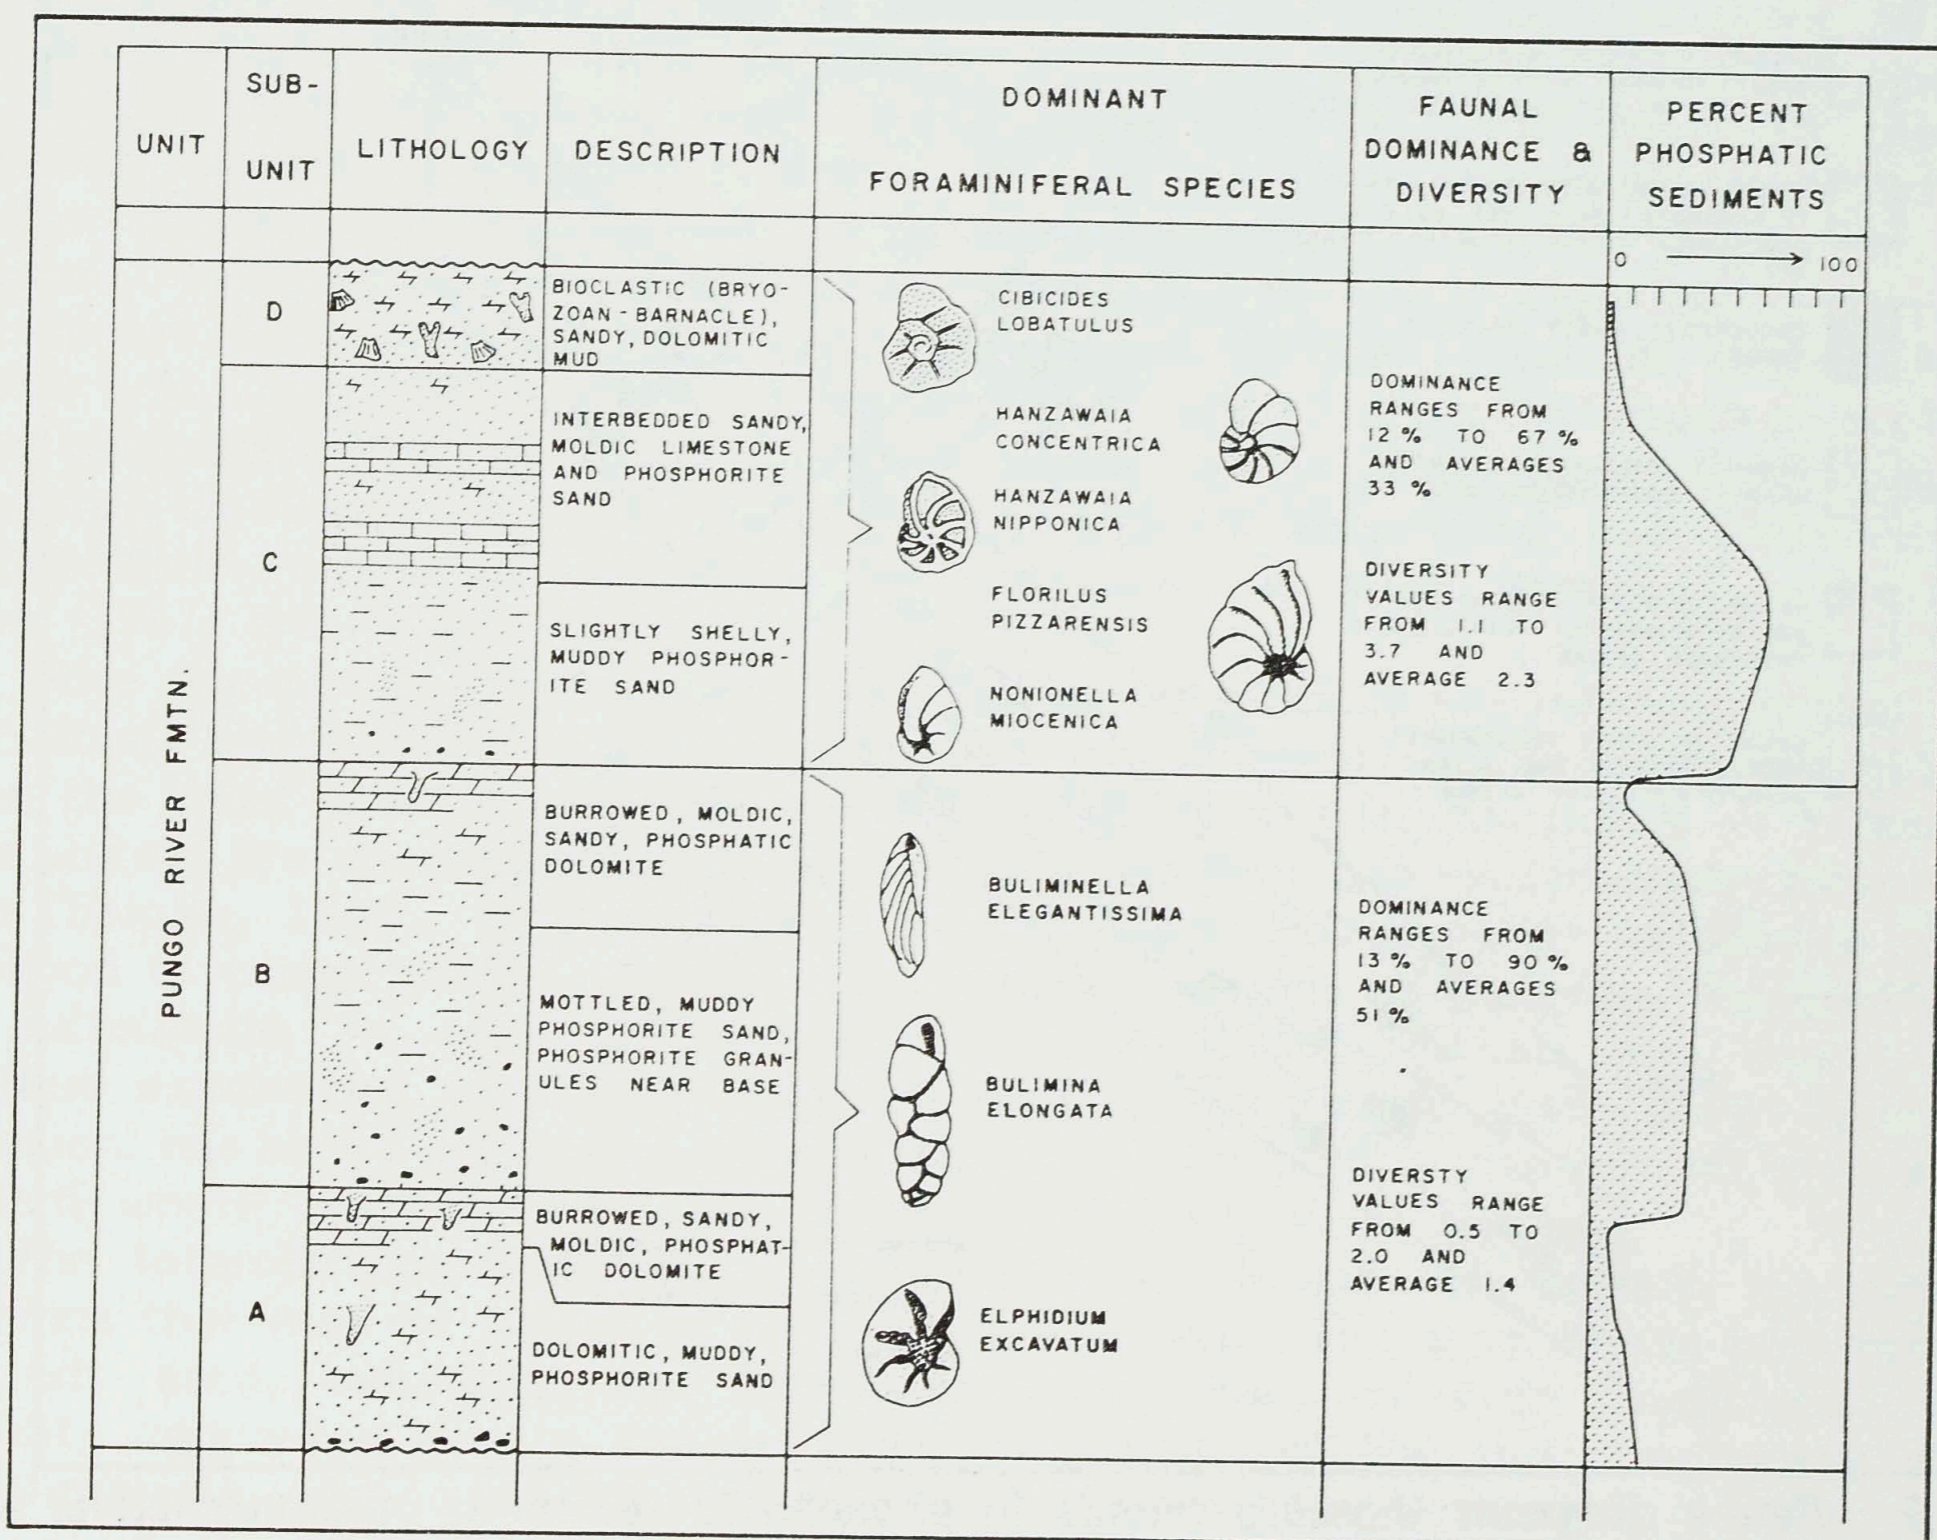 UNIT
SUB-
UNIT
LITHOLOGY
DESCRIPTION
DOMINANT
FORAMINIFERAL SPECIES
FAUNAL
DOMINANCE &
DIVERSITY
PERCENT
PHOSPHATIC
SEDIMENTS
0 100
PUNGO RIVER FMTN.
D
BIOCLASTIC (BRYO-
ZOAN-BARNACLE),
SANDY, DOLOMITIC
MUD
C
INTERBEDDED SANDY,
MOLDIC LIMESTONE
AND PHOSPHORITE
SAND
SLIGHTLY SHELLY,
MUDDY PHOSPHOR-
ITE SAND
CIBICIDES
LOBATULUS
HANZAWAIA
CONCENTRICA
HANZAWAIA
NIPPONICA
FLORILUS
PIZZARENSIS
NONIONELLA
MIOCENICA
DOMINANCE
RANGES FROM
12 % TO 67 %
AND AVERAGES
33 %
DIVERSITY
VALUES RANGE
FROM 1.1 TO
3.7 AND
AVERAGE 2.3
B
BURROWED, MOLDIC,
SANDY, PHOSPHATIC
DOLOMITE
MOTTLED, MUDDY
PHOSPHORITE SAND,
PHOSPHORITE GRAN-
ULES NEAR BASE
A
BURROWED, SANDY,
MOLDIC, PHOSPHAT-
IC DOLOMITE
DOLOMITIC, MUDDY,
PHOSPHORITE SAND
BULIMINELLA
ELEGANTISSIMA
BULIMINA
ELONGATA
ELPHIDIUM
EXCAVATUM
DOMINANCE
RANGES FROM
13 % TO 90 %
AND AVERAGES
51 %
DIVERSTY
VALUES RANGE
FROM 0.5 TO
2.0 AND
AVERAGE 1.4